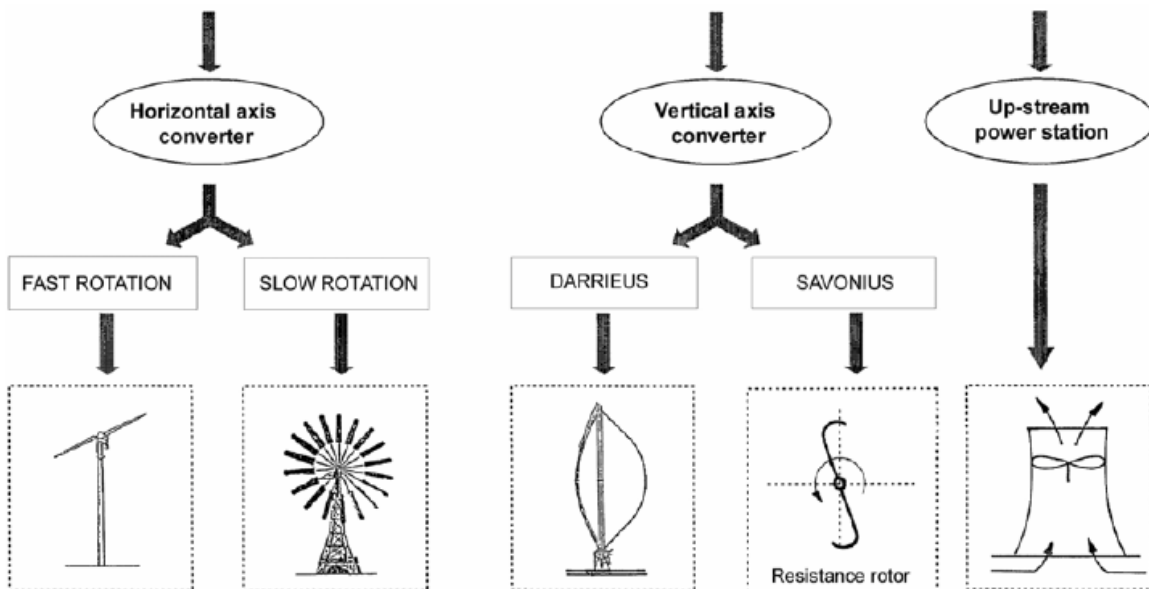 Horizontal axis
converter
Vertical axis
converter
Up-stream
power station
FAST ROTATION
SLOW ROTATION
DARRIEUS
SAVONIUS
Resistance rotor